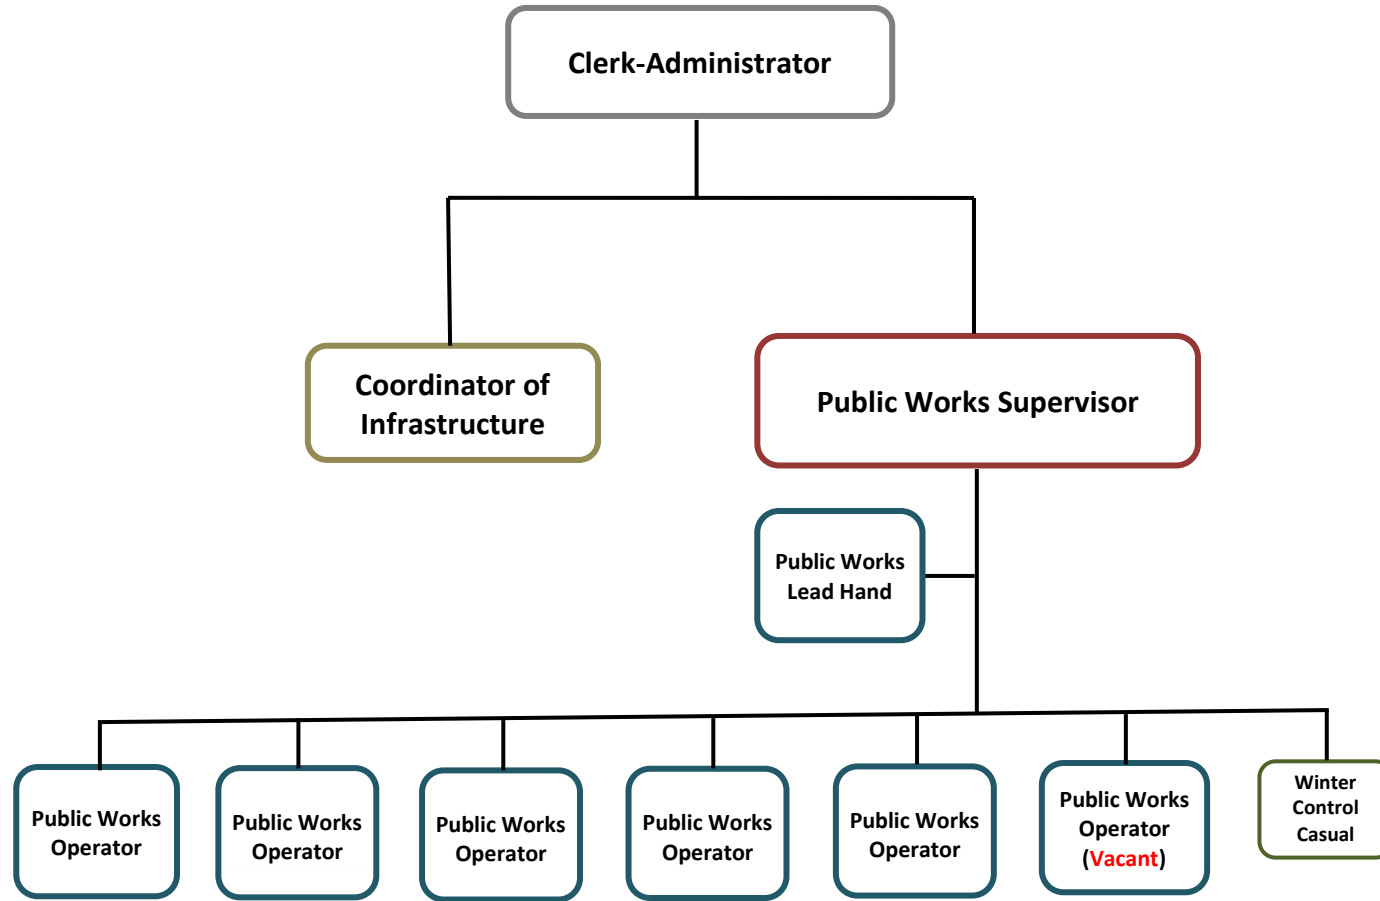 Clerk-Administrator
Coordinator of
Infrastructure
Public Works Supervisor
Public Works
Lead Hand
Public Works
Operator
Public Works
Operator
Public Works
Operator
Public Works
Operator
Public Works
Operator
Public Works
Operator
(Vacant)
Winter
Control
Casual